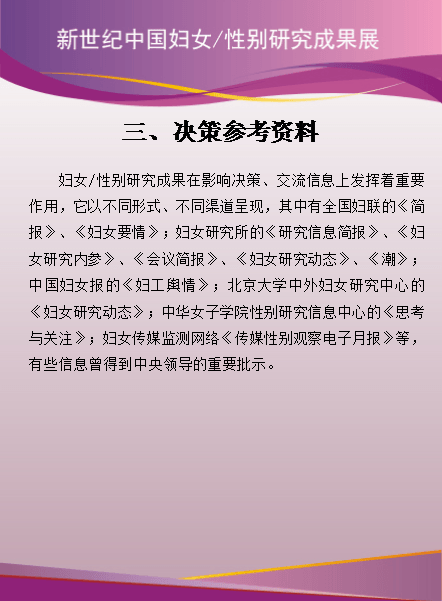 新世纪中国妇女/性别研究成果展
三、决策参考资料
妇女/性别研究成果在影响决策、交流信息上发挥着重要
作用，它以不同形式、不同渠道呈现，其中有全国妇联的《简
报》、《妇女要情》；妇女研究所的《研究信息简报》、《妇
女研究内参》、《会议简报》、《妇女研究动态》、《潮》；
中国妇女报的《妇工舆情》；北京大学中外妇女研究中心的
《妇女研究动态》；中华女子学院性别研究信息中心的《思考
与关注》；妇女传媒监测网络《传媒性别观察电子月报》等，
有些信息曾得到中央领导的重要批示。